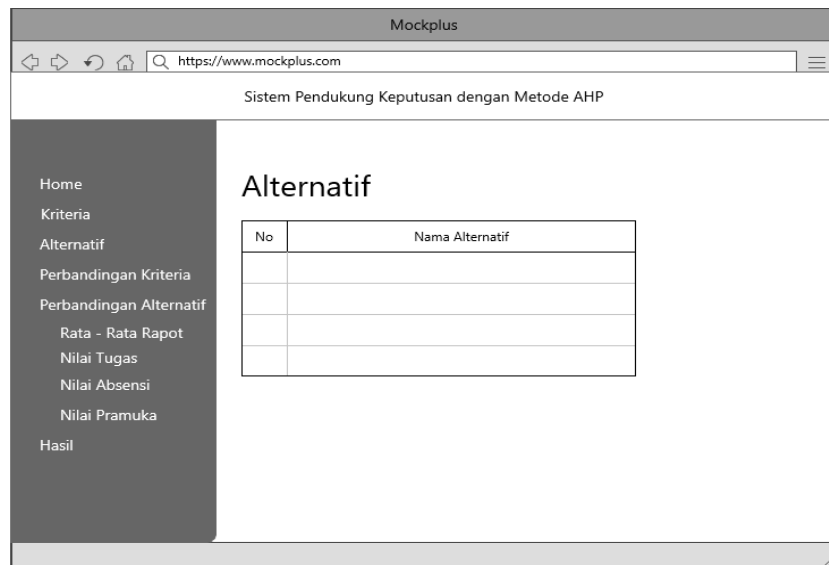 Mockplus
https://www.mockplus.com
Sistem Pendukung Keputusan dengan Metode AHP
Home
Kriteria
Alternatif
Perbandingan Kriteria
Perbandingan Alternatif
Rata - Rata Rapot
Nilai Tugas
Nilai Absensi
Nilai Pramuka
Hasil
Alternatif
No Nama Alternatif